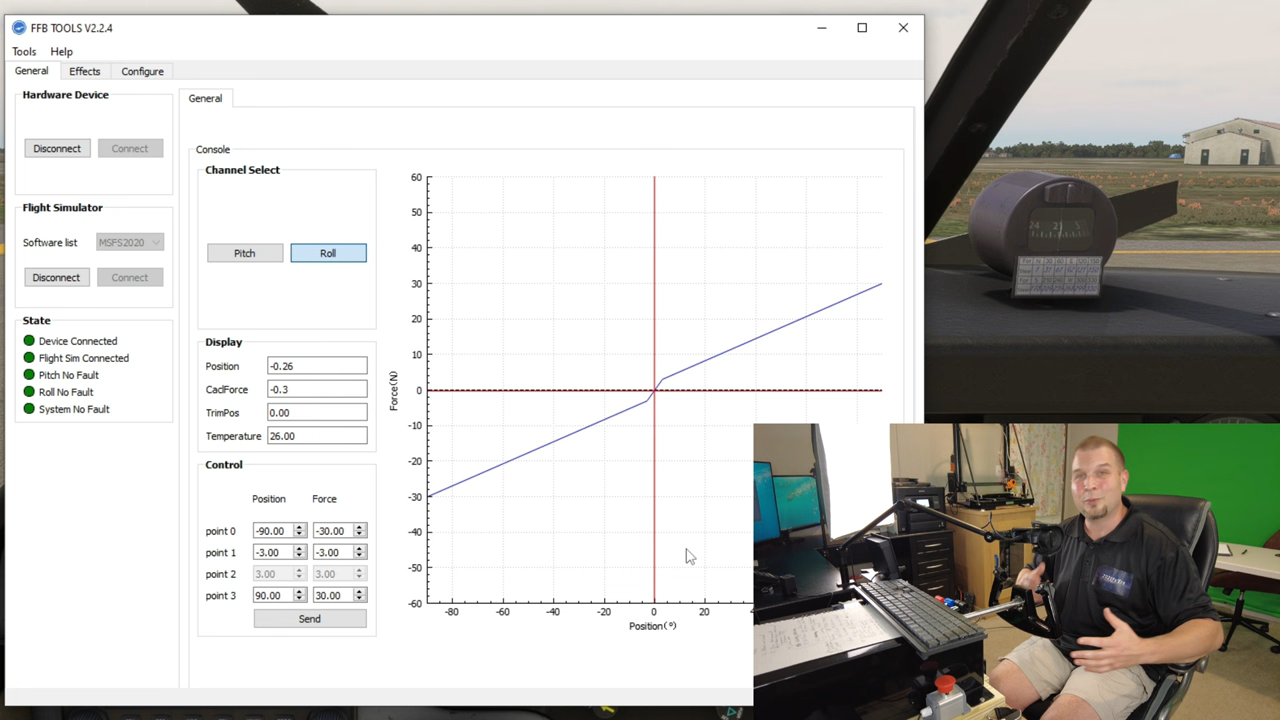 FFB TOOLS V2.2.4
Tools Help
General Effects Configure
Hardware Device
Disconnect Connect
Flight Simulator
Software list MSFS2020
Disconnect Connect
State
Device Connected
Flight Sim Connected
Pitch No Fault
Roll No Fault
System No Fault
General
Console
Channel Select
Pitch Roll
Display
Position -0.26
CaclForce -0.3
TrimPos 0.00
Temperature 26.00
Control
Position Force
point 0 -90.00 -30.00
point 1 -3.00 -3.00
point 2 3.00 3.00
point 3 90.00 30.00
Send
Force(N)
60
50
40
30
20
10
0
-10
-20
-30
-40
-50
-60
-80 -60 -40 -20 0 20
Position(º)
24 21 S